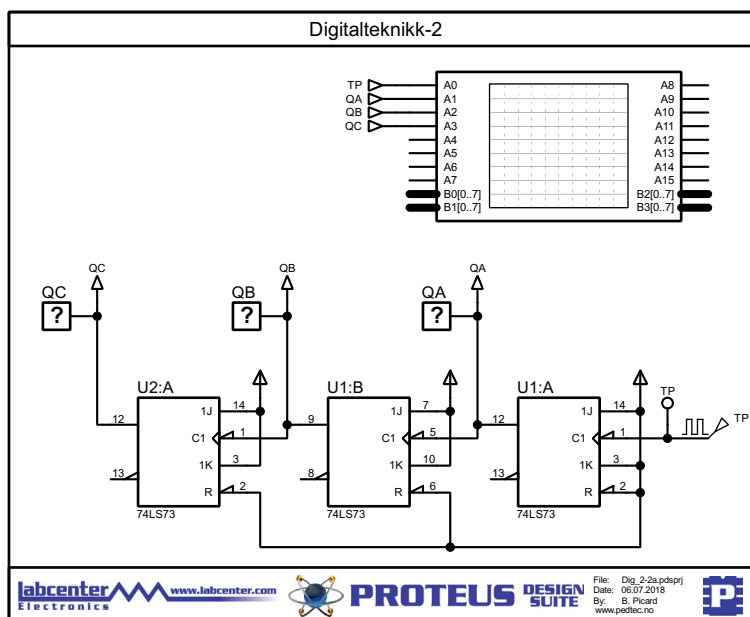 Digitalteknikk-2
TP A0 A8
QA A1 A9
QB A2 A10
QC A3 A11
A4 A12
A5 A13
A6 A14
A7 A15
B0[0..7] B2[0..7]
B1[0..7] B3[0..7]
QC QB QA
QC QB QA
? ? ?
U2:A U1:B U1:A TP
12 1J 14 9 1J 7 12 1J 14 TP
C1 1 C1 5 C1 1
13 1K 3 8 1K 10 13 1K 3
R 2 R 6 R 2
74LS73 74LS73 74LS73
labcenter www.labcenter.com
Electronics
PROTEUS DESIGN SUITE
File: Dig_2-2a.pdsprj
Date: 06.07.2018
By: B. Picard
www.pedtec.no
P